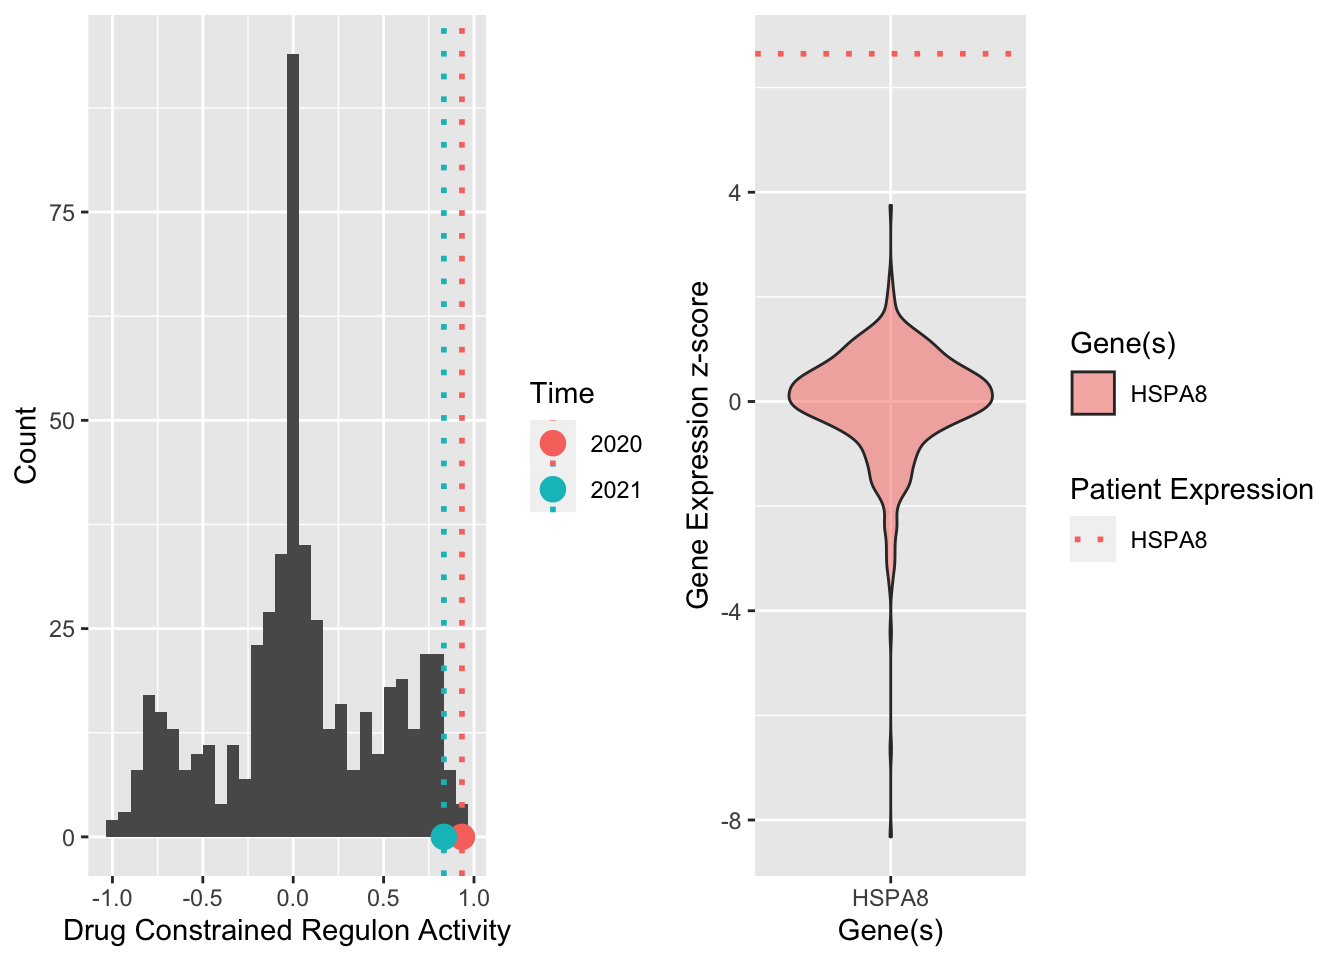 Count
75
50
25
0
-1.0
-0.5
0.0
0.5
1.0
Drug Constrained Regulon Activity
Time
2020
2021
Gene Expression z-score
4
0
-4
-8
HSPA8
Gene(s)
Gene(s)
HSPA8
Patient Expression
HSPA8